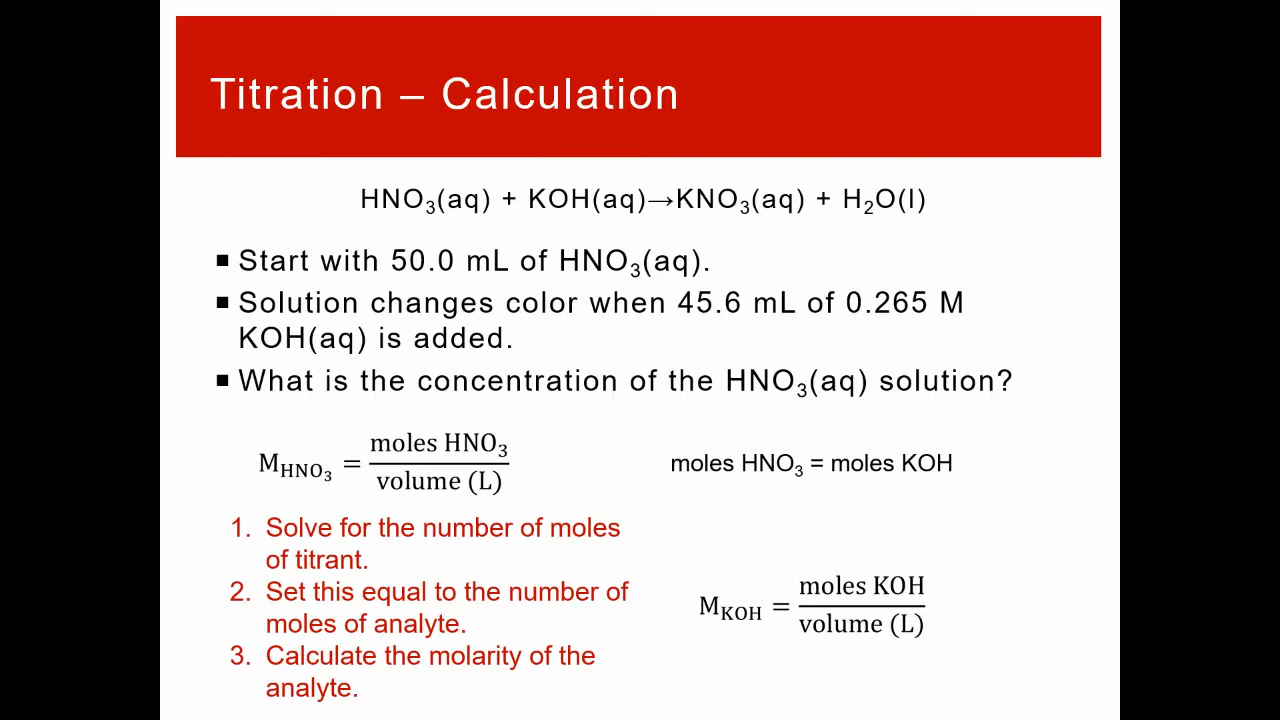 Titration – Calculation
HNO₃(aq) + KOH(aq)→KNO₃(aq) + H₂O(l)
▪ Start with 50.0 mL of HNO₃(aq).
▪ Solution changes color when 45.6 mL of 0.265 M
KOH(aq) is added.
▪ What is the concentration of the HNO₃(aq) solution?
M_HNO₃ = moles HNO₃ / volume (L)
moles HNO₃ = moles KOH
1. Solve for the number of moles
of titrant.
2. Set this equal to the number of
moles of analyte.
3. Calculate the molarity of the
analyte.
M_KOH = moles KOH / volume (L)